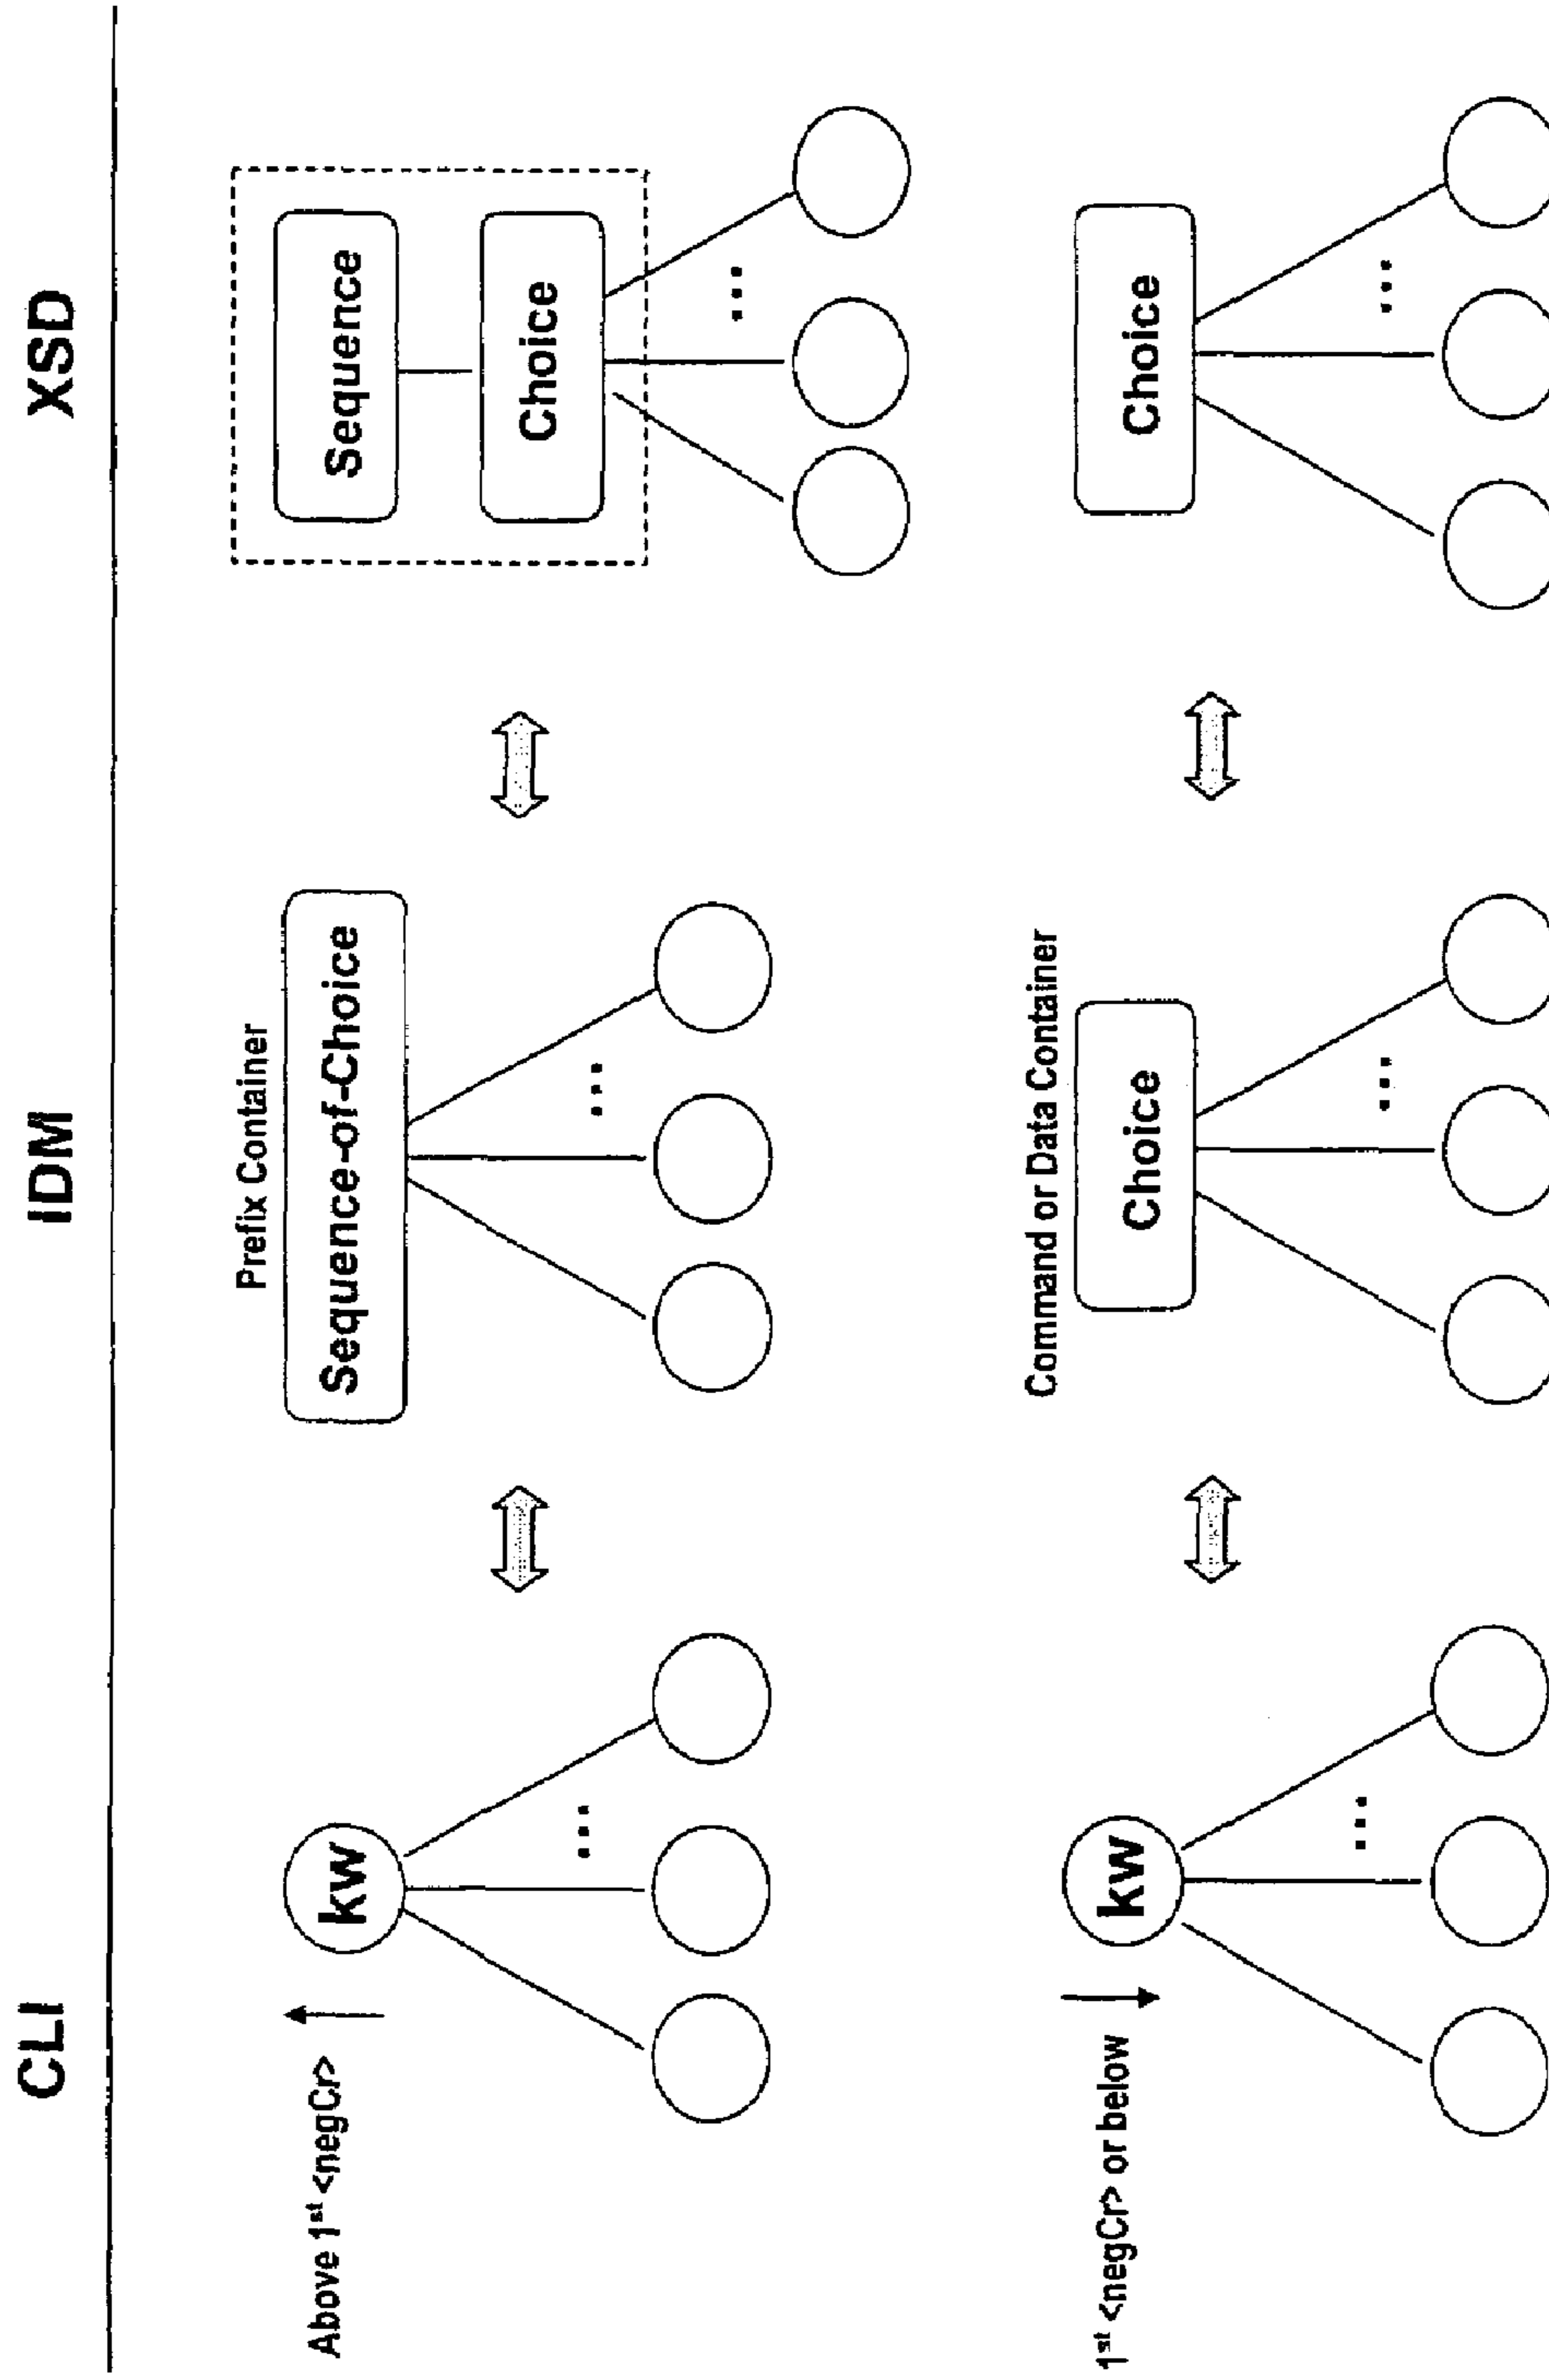 CLI IDM XSD
Prefix Container
Above 1st <negCr>
kw
...
Sequence-of-Choice
...
Sequence
Choice
...
Command or Data Container
1st <negCr> or below
kw
...
Choice
...
Choice
...